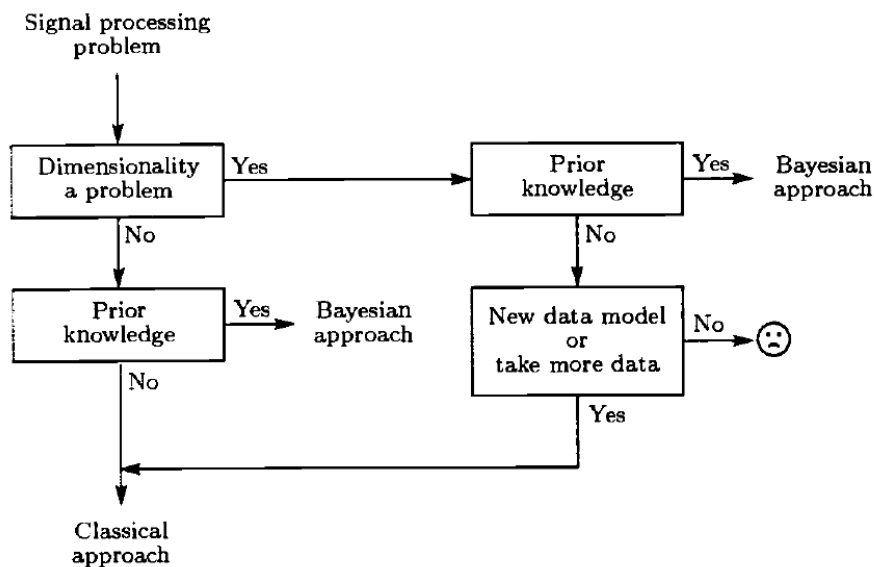 Signal processing
problem
Dimensionality
a problem
Yes
Prior
knowledge
Yes
Bayesian
approach
No
No
Prior
knowledge
Yes
Bayesian
approach
New data model
or
take more data
No
No
Yes
Classical
approach